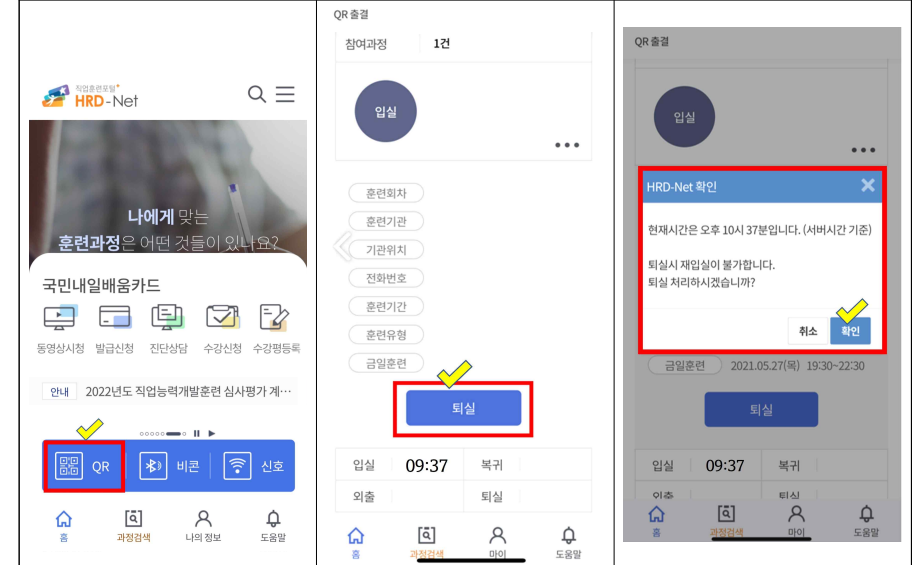 직업훈련포털
HRD-Net
나에게 맞는
훈련과정은 어떤 것들이 있나요?
국민내일배움카드
동영상시청 발급신청 진단상담 수강신청 수강평등록
안내 2022년도 직업능력개발훈련 심사평가 계…
QR 비콘 신호
홈 과정검색 나의 정보 도움말
QR 출결
참여과정 1건
입실
훈련회차
훈련기관
기관위치
전화번호
훈련기간
훈련유형
금일훈련
퇴실
입실 09:37 복귀
외출 퇴실
홈 과정검색 마이 도움말
QR 출결
입실
HRD-Net 확인
현재시간은 오후 10시 37분입니다. (서버시간 기준)
퇴실시 재입실이 불가합니다.
퇴실 처리하시겠습니까?
취소 확인
금일훈련 2021.05.27(목) 19:30~22:30
퇴실
입실 09:37 복귀
외출 퇴실
홈 과정검색 마이 도움말